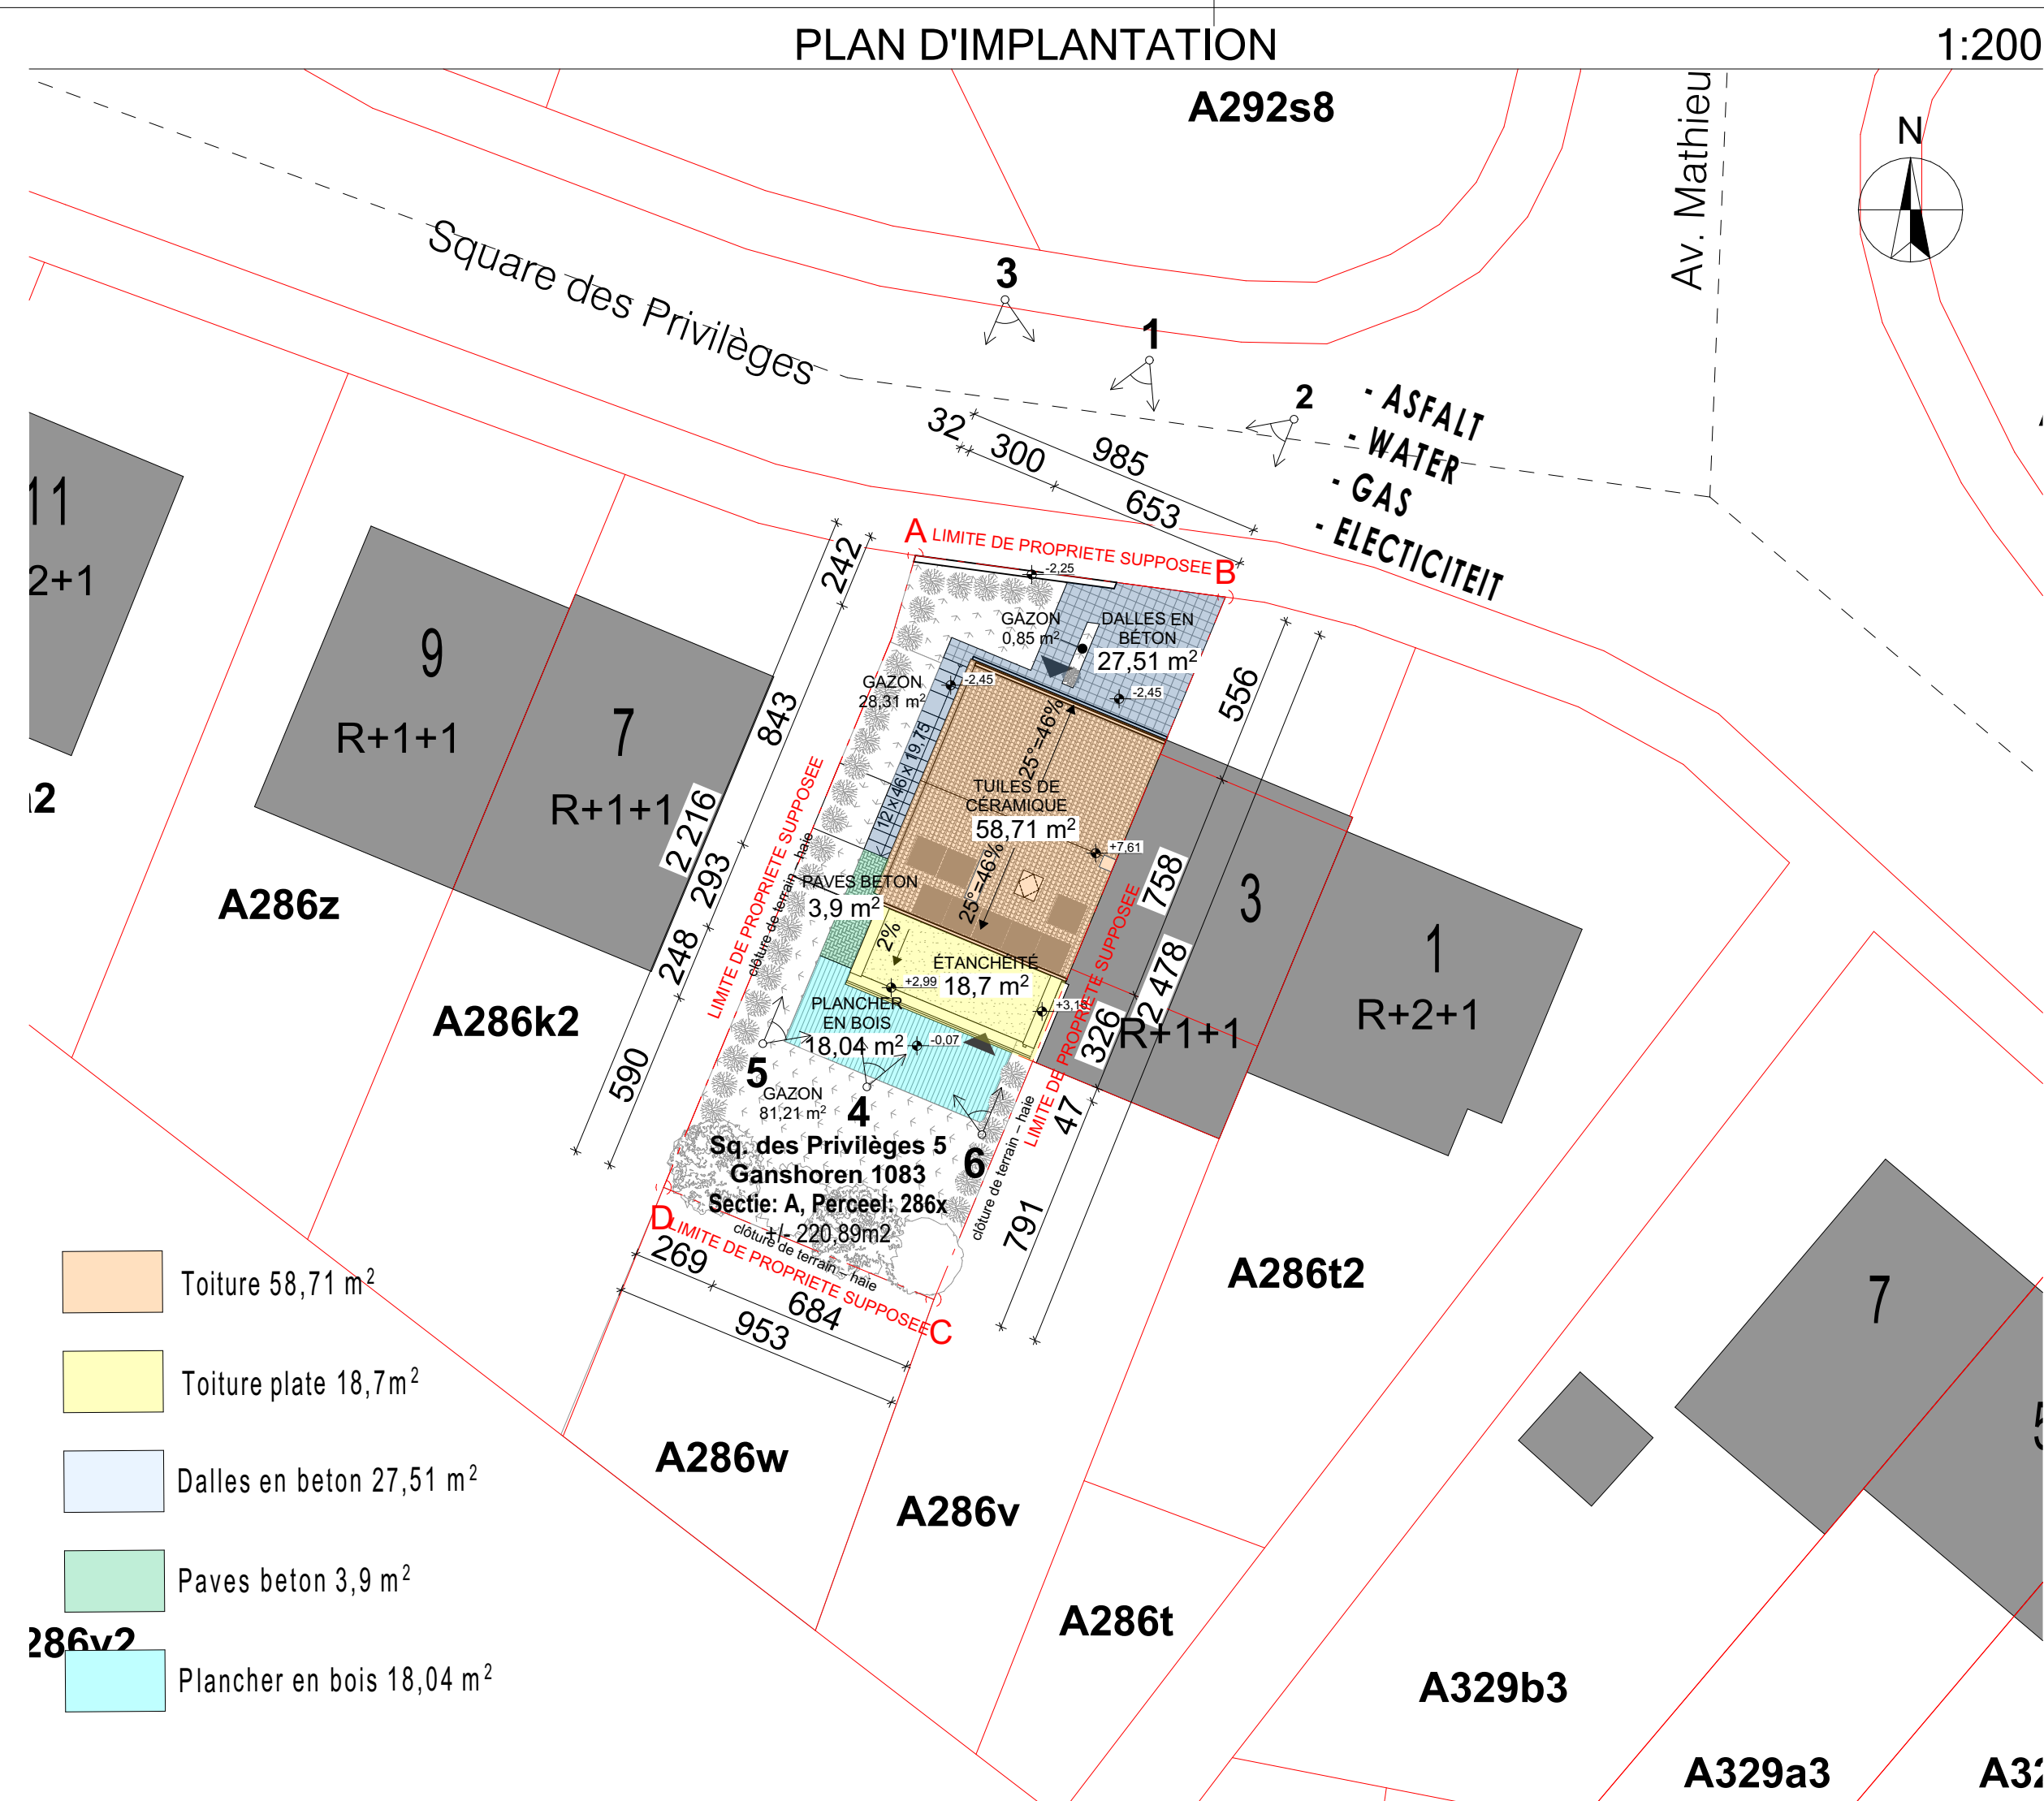 PLAN D'IMPLANTATION
1:200
A292s8
Av. Mathieu
N
Square des Privilèges
3
1
2
- ASFALT
- WATER
- GAS
- ELECTICITEIT
32
300
985
653
242
843
2 216
293
248
590
A LIMITE DE PROPRIETE SUPPOSEE B
-2,25
GAZON
0,85 m²
DALLES EN
BÉTON
27,51 m²
-2,45
-2,45
GAZON
28,31 m²
12 x 46 x 19,75
25°=46%
TUILES DE
CÉRAMIQUE
58,71 m²
+7,61
25°=46%
556
758
2 478
326
47
791
LIMITE DE PROPRIETE SUPPOSEE
clôture de terrain – haie
PAVES BETON
3,9 m²
2%
ÉTANCHÉITÉ
+2,99
18,7 m²
PLANCHER
EN BOIS
18,04 m²
-0,07
LIMITE DE PROPRIETE SUPPOSEE
clôture de terrain – haie
5
4
6
GAZON
81,21 m²
Sq. des Privilèges 5
Ganshoren 1083
Sectie: A, Perceel: 286x
+/- 220,89m2
D LIMITE DE PROPRIETE SUPPOSEE C
clôture de terrain – haie
269
684
953
11
2+1
9
R+1+1
7
R+1+1
3
R+1+1
1
R+2+1
7
A286z
A286k2
A286w
A286v
A286t2
A286t
A329b3
A329a3
Toiture 58,71 m²
Toiture plate 18,7m²
Dalles en beton 27,51 m²
Paves beton 3,9 m²
Plancher en bois 18,04 m²